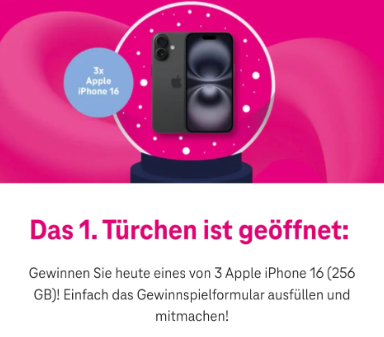 3x
Apple
iPhone 16
Das 1. Türchen ist geöffnet:
Gewinnen Sie heute eines von 3 Apple iPhone 16 (256
GB)! Einfach das Gewinnspielformular ausfüllen und
mitmachen!